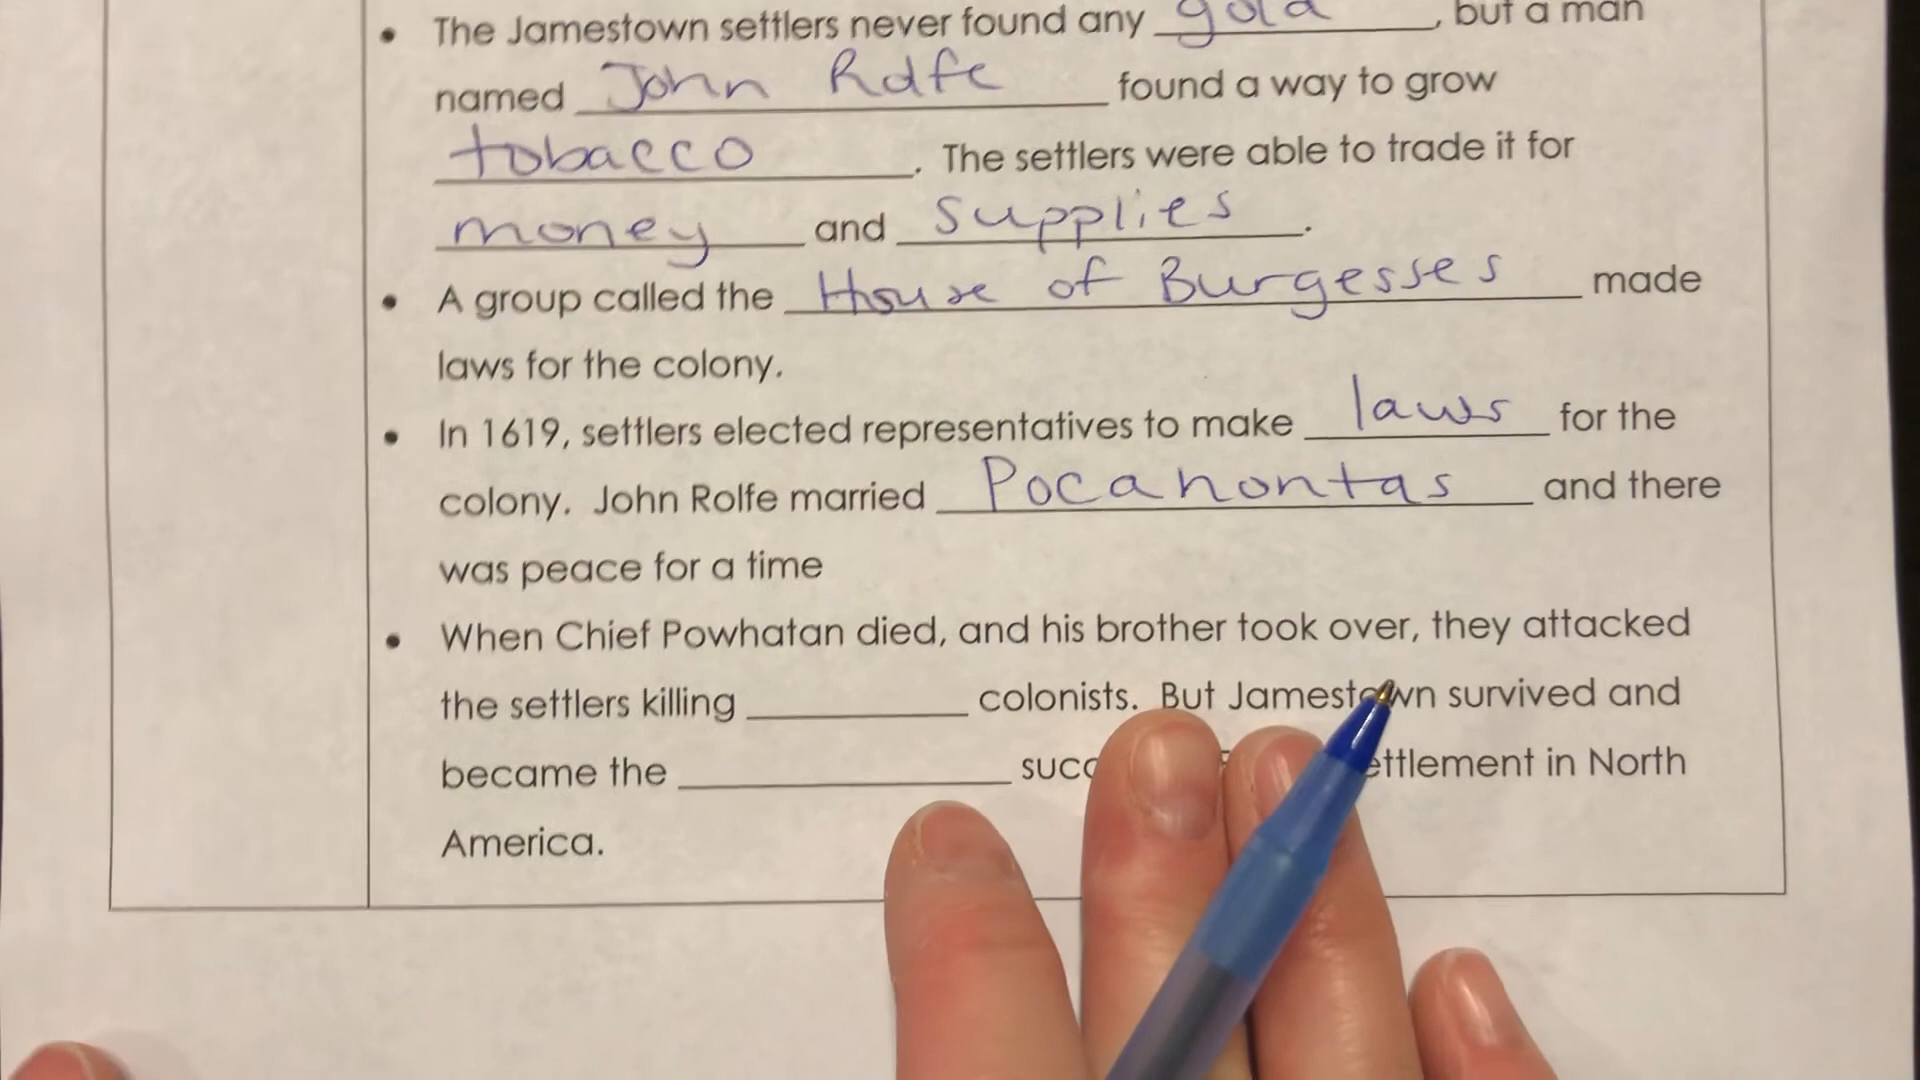 • The Jamestown settlers never found any gold, but a man
named John Rolfe found a way to grow
tobacco. The settlers were able to trade it for
money and supplies.
• A group called the House of Burgesses made
laws for the colony.
• In 1619, settlers elected representatives to make laws for the
colony. John Rolfe married Pocahontas and there
was peace for a time
• When Chief Powhatan died, and his brother took over, they attacked
the settlers killing __________ colonists. But Jamestown survived and
became the _______________ in North
America.